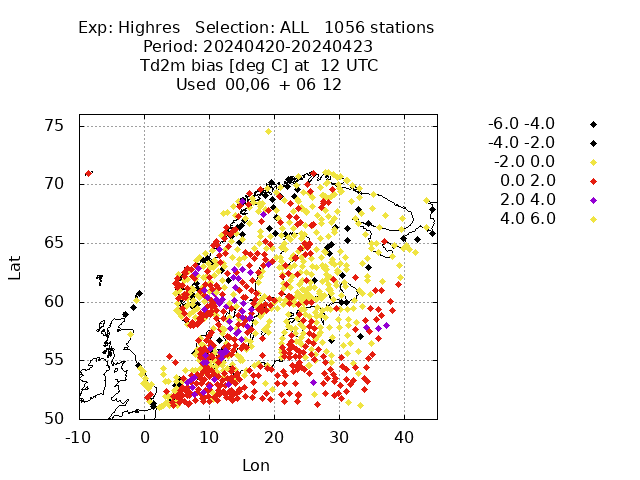 Exp: Highres   Selection: ALL   1056 stations
Period: 20240420-20240423
Td2m bias [deg C] at  12 UTC
Used  00,06  + 06 12
-6.0 -4.0
-4.0 -2.0
-2.0 0.0
0.0 2.0
2.0 4.0
4.0 6.0
75
70
65
60
55
50
Lat
-10 0 10 20 30 40
Lon